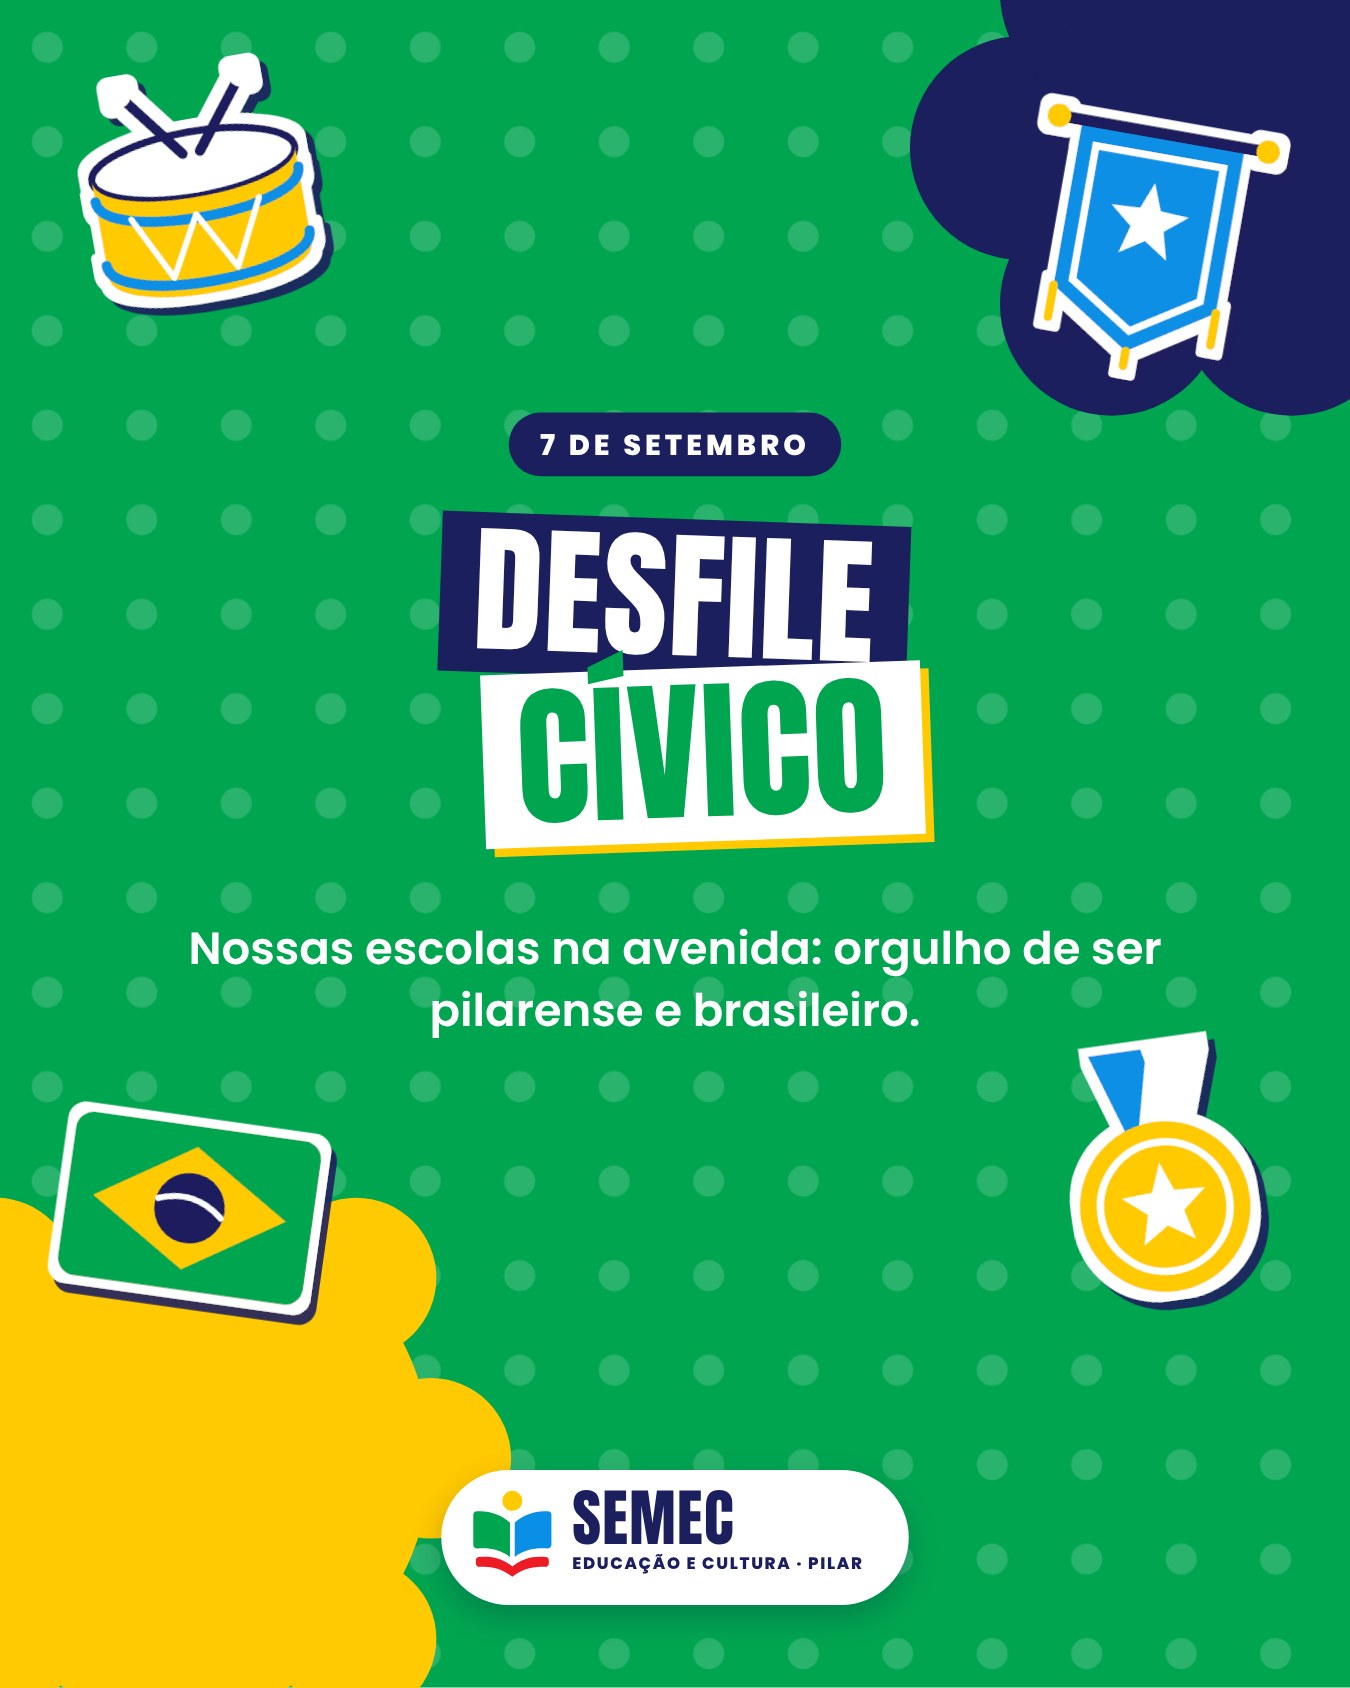 7 DE SETEMBRO
DESFILE
CÍVICO
Nossas escolas na avenida: orgulho de ser
pilarense e brasileiro.
SEMEC
EDUCAÇÃO E CULTURA · PILAR